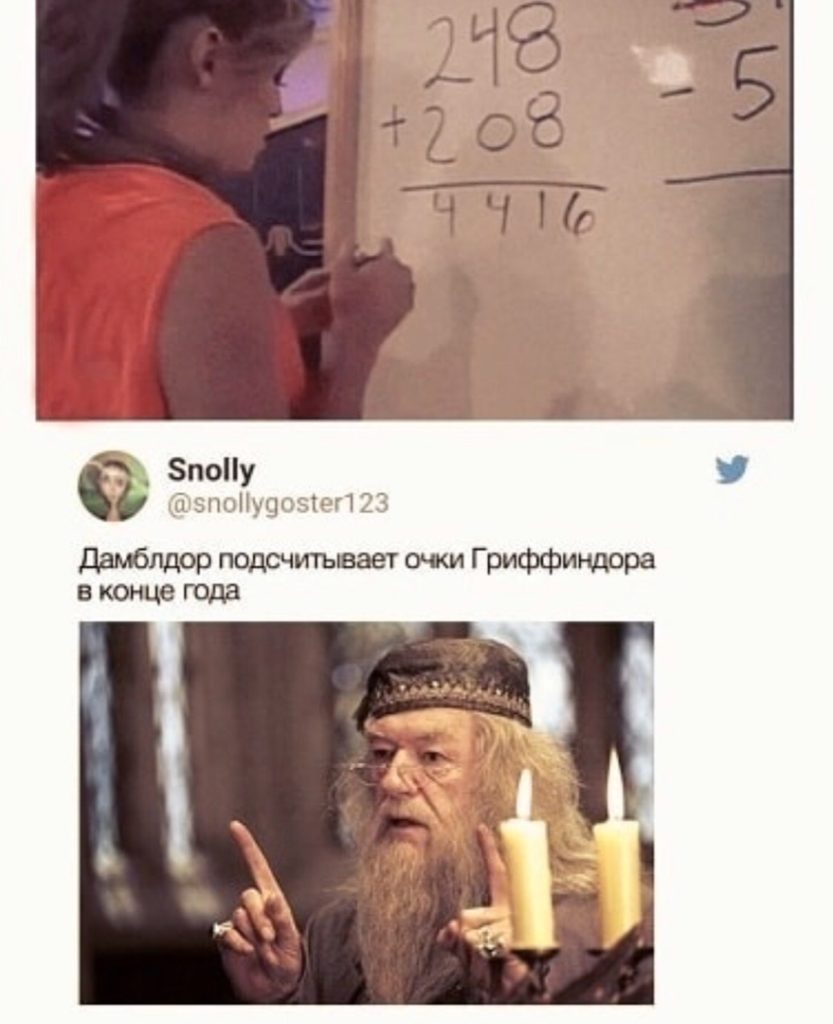 248
+208
4416
- 5
Snolly
@snollygoster123
Дамблдор подсчитывает очки Гриффиндора
в конце года